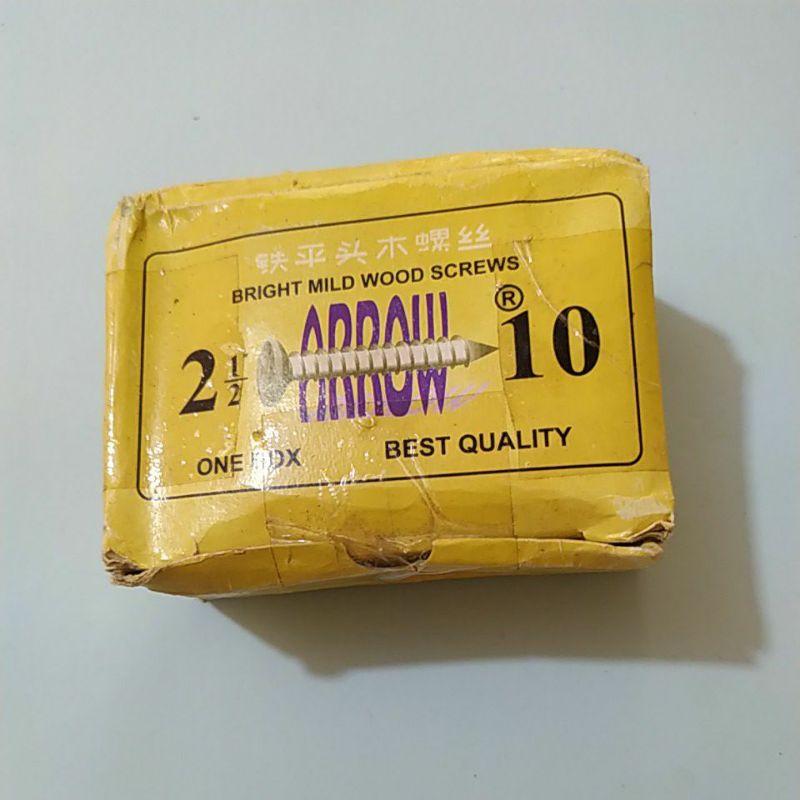 铁平头木螺丝
BRIGHT MILD WOOD SCREWS
ARROW ®
2 1/2 10
ONE BOX BEST QUALITY